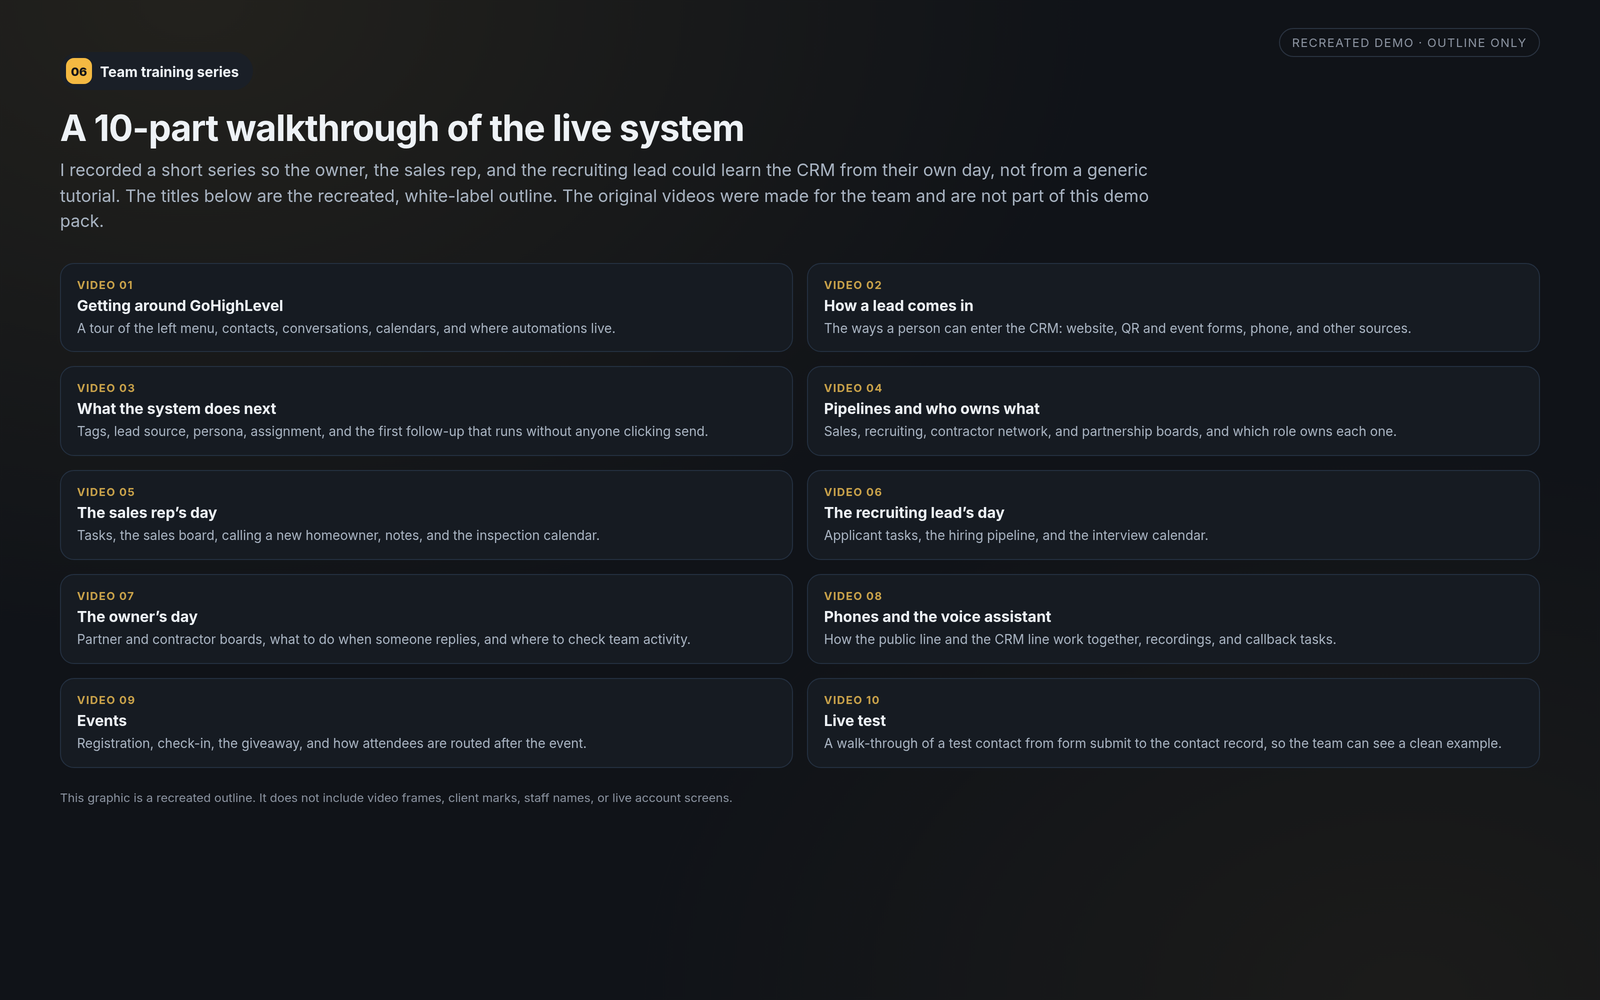 RECREATED DEMO · OUTLINE ONLY
06 Team training series
A 10-part walkthrough of the live system
I recorded a short series so the owner, the sales rep, and the recruiting lead could learn the CRM from their own day, not from a generic
tutorial. The titles below are the recreated, white-label outline. The original videos were made for the team and are not part of this demo
pack.
VIDEO 01
Getting around GoHighLevel
A tour of the left menu, contacts, conversations, calendars, and where automations live.
VIDEO 02
How a lead comes in
The ways a person can enter the CRM: website, QR and event forms, phone, and other sources.
VIDEO 03
What the system does next
Tags, lead source, persona, assignment, and the first follow-up that runs without anyone clicking send.
VIDEO 04
Pipelines and who owns what
Sales, recruiting, contractor network, and partnership boards, and which role owns each one.
VIDEO 05
The sales rep’s day
Tasks, the sales board, calling a new homeowner, notes, and the inspection calendar.
VIDEO 06
The recruiting lead’s day
Applicant tasks, the hiring pipeline, and the interview calendar.
VIDEO 07
The owner’s day
Partner and contractor boards, what to do when someone replies, and where to check team activity.
VIDEO 08
Phones and the voice assistant
How the public line and the CRM line work together, recordings, and callback tasks.
VIDEO 09
Events
Registration, check-in, the giveaway, and how attendees are routed after the event.
VIDEO 10
Live test
A walk-through of a test contact from form submit to the contact record, so the team can see a clean example.
This graphic is a recreated outline. It does not include video frames, client marks, staff names, or live account screens.